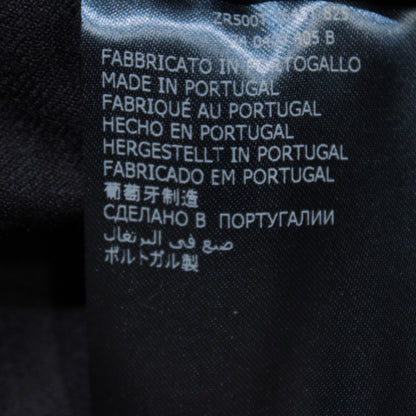 FABBRICATO IN PORTOGALLO
MADE IN PORTUGAL
FABRIQUÉ AU PORTUGAL
HECHO EN PORTUGAL
HERGESTELLT IN PORTUGAL
FABRICADO EM PORTUGAL
葡萄牙制造
СДЕЛАНО В ПОРТУГАЛИИ
صنع في البرتغال
ポルトガル製